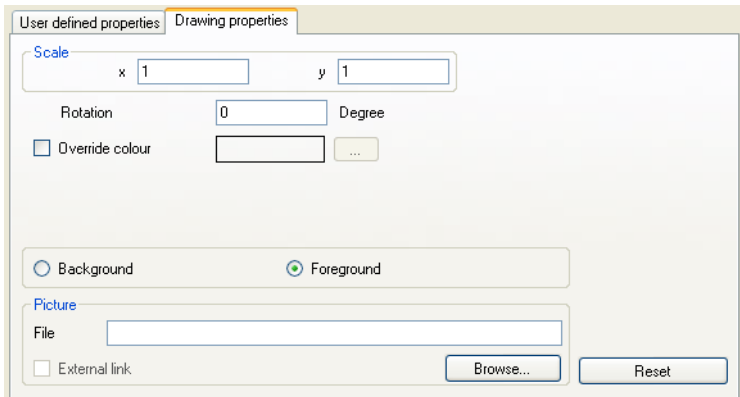 User defined properties Drawing properties
Scale
x 1 y 1
Rotation 0 Degree
Override colour ...
Background Foreground
Picture
File
External link Browse... Reset